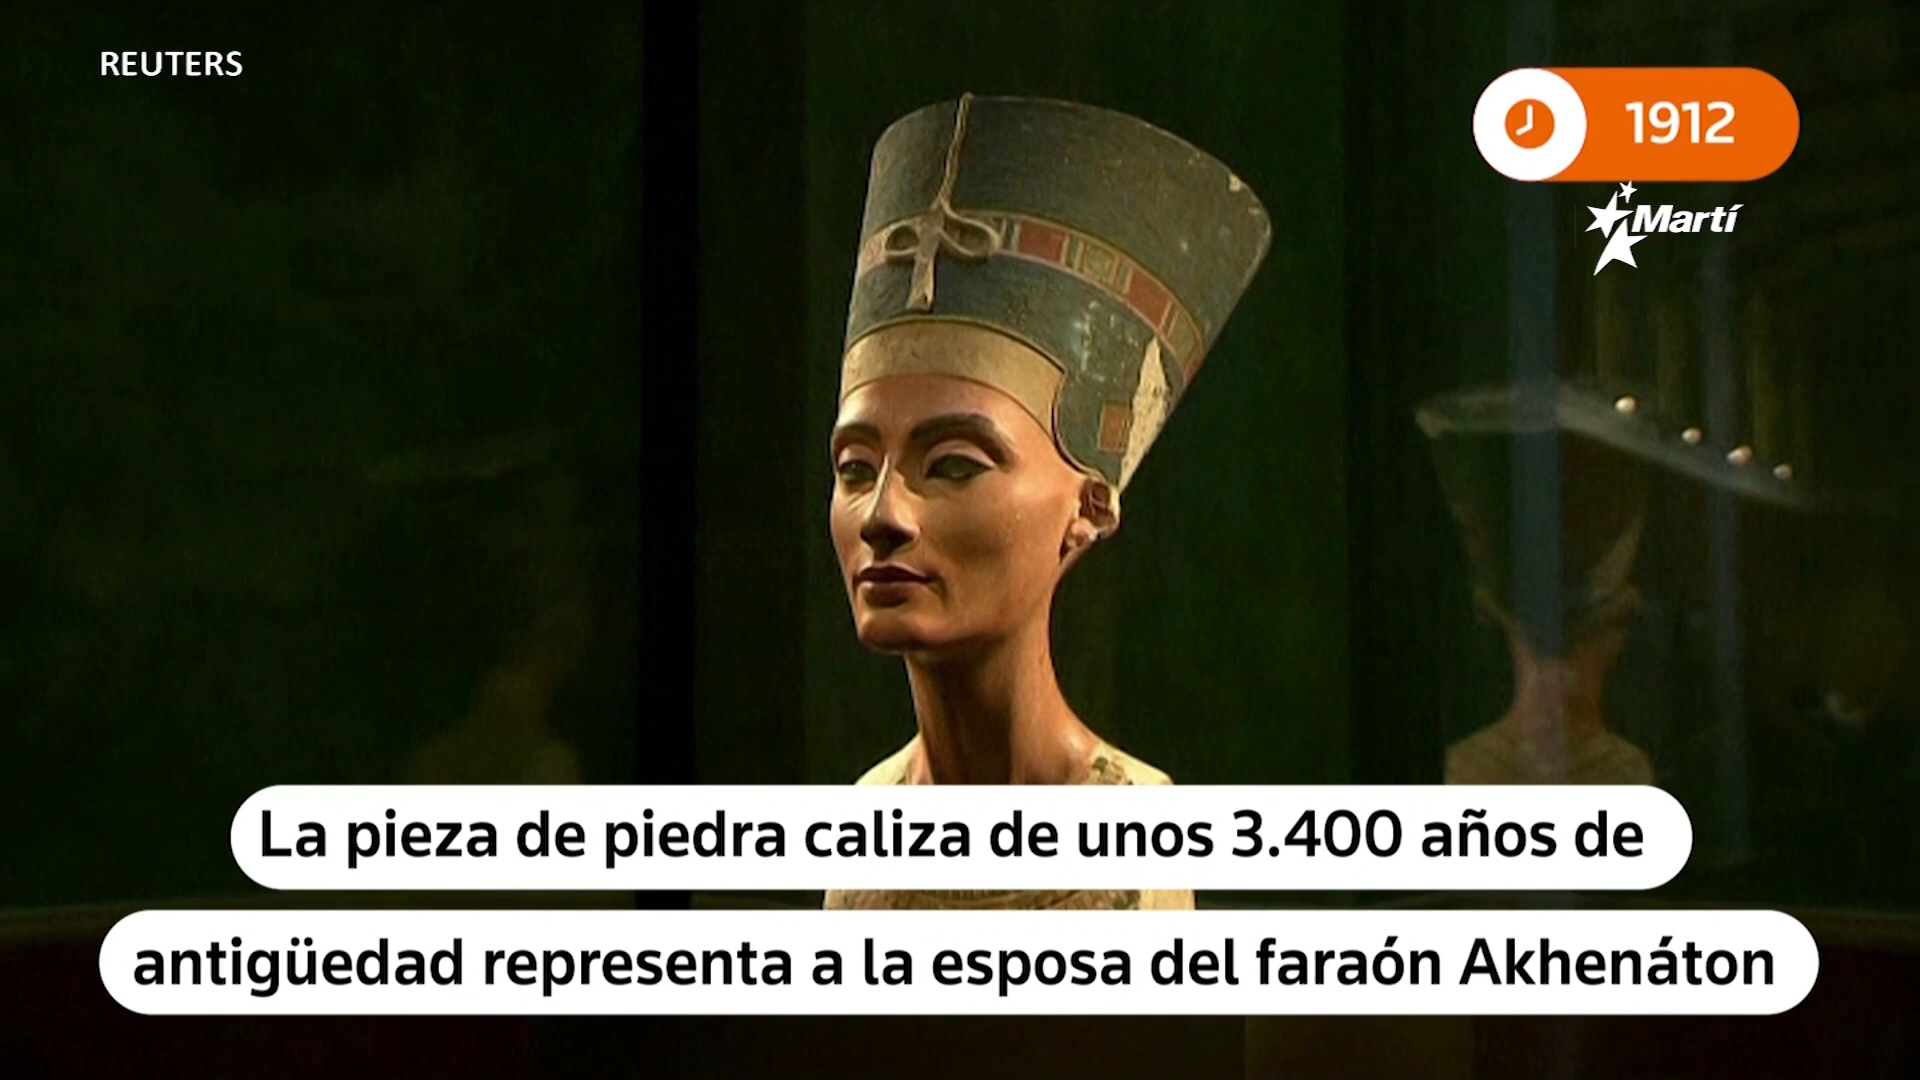 REUTERS
1912
Martí
La pieza de piedra caliza de unos 3.400 años de
antigüedad representa a la esposa del faraón Akhenáton